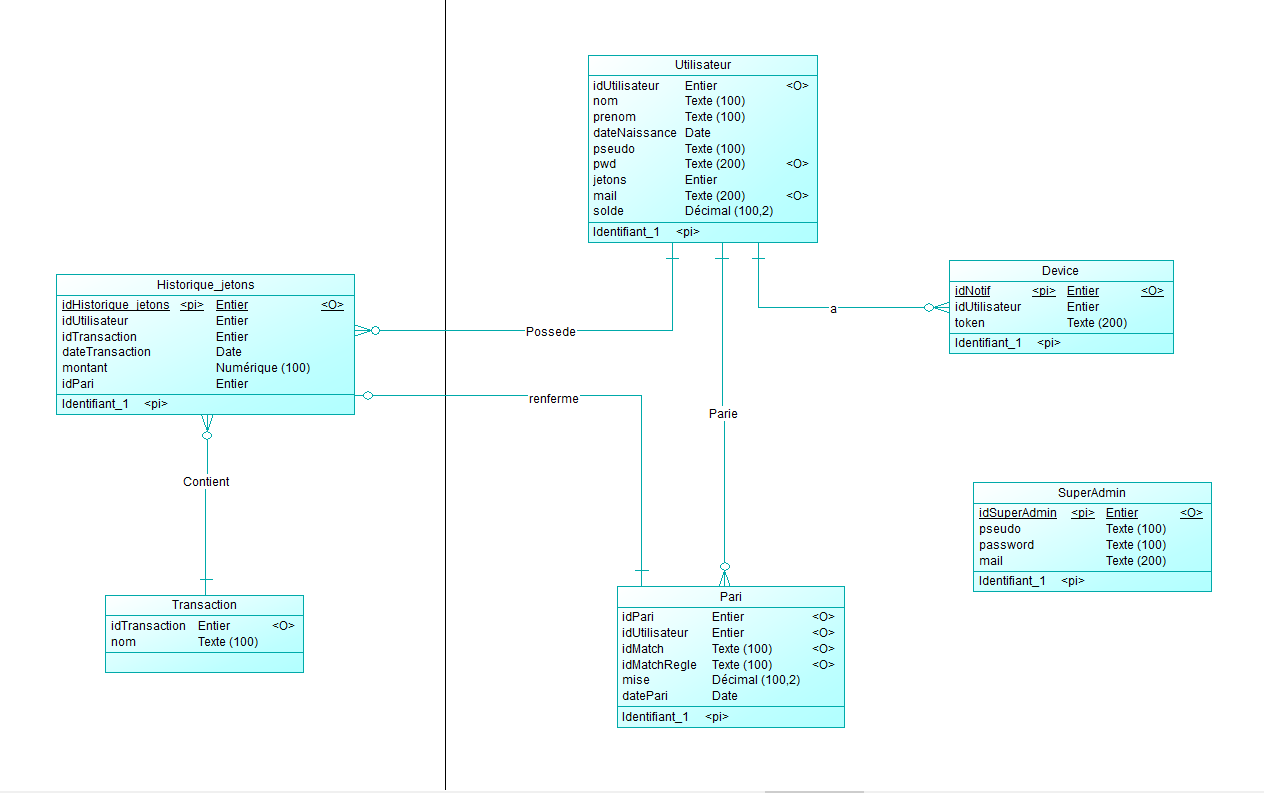 Utilisateur
idUtilisateur Entier <O>
nom Texte (100)
prenom Texte (100)
dateNaissance Date
pseudo Texte (100)
pwd Texte (200) <O>
jetons Entier
mail Texte (200) <O>
solde Décimal (100,2)
Identifiant_1 <pi>
Historique_jetons
idHistorique_jetons <pi> Entier <O>
idUtilisateur Entier
idTransaction Entier
dateTransaction Date
montant Numérique (100)
idPari Entier
Identifiant_1 <pi>
Device
idNotif <pi> Entier <O>
idUtilisateur Entier
token Texte (200)
Identifiant_1 <pi>
a
Possede
renferme
Parie
Contient
SuperAdmin
idSuperAdmin <pi> Entier <O>
pseudo Texte (100)
password Texte (100)
mail Texte (200)
Identifiant_1 <pi>
Transaction
idTransaction Entier <O>
nom Texte (100)
Pari
idPari Entier <O>
idUtilisateur Entier <O>
idMatch Texte (100) <O>
idMatchRegle Texte (100) <O>
mise Décimal (100,2)
datePari Date
Identifiant_1 <pi>